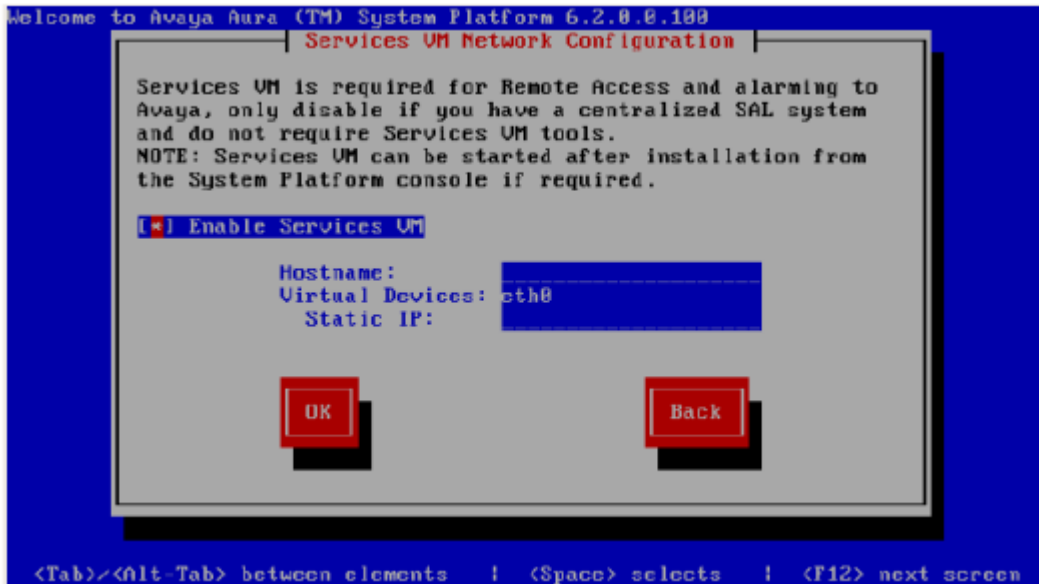 Welcome to Avaya Aura (TM) System Platform 6.2.0.0.100
Services VM Network Configuration
Services VM is required for Remote Access and alarming to
Avaya, only disable if you have a centralized SAL system
and do not require Services VM tools.
NOTE: Services VM can be started after installation from
the System Platform console if required.
[*] Enable Services VM
Hostname:
Virtual Devices: eth0
Static IP:
OK Back
<Tab>/<Alt-Tab> between elements | <Space> selects | <F12> next screen